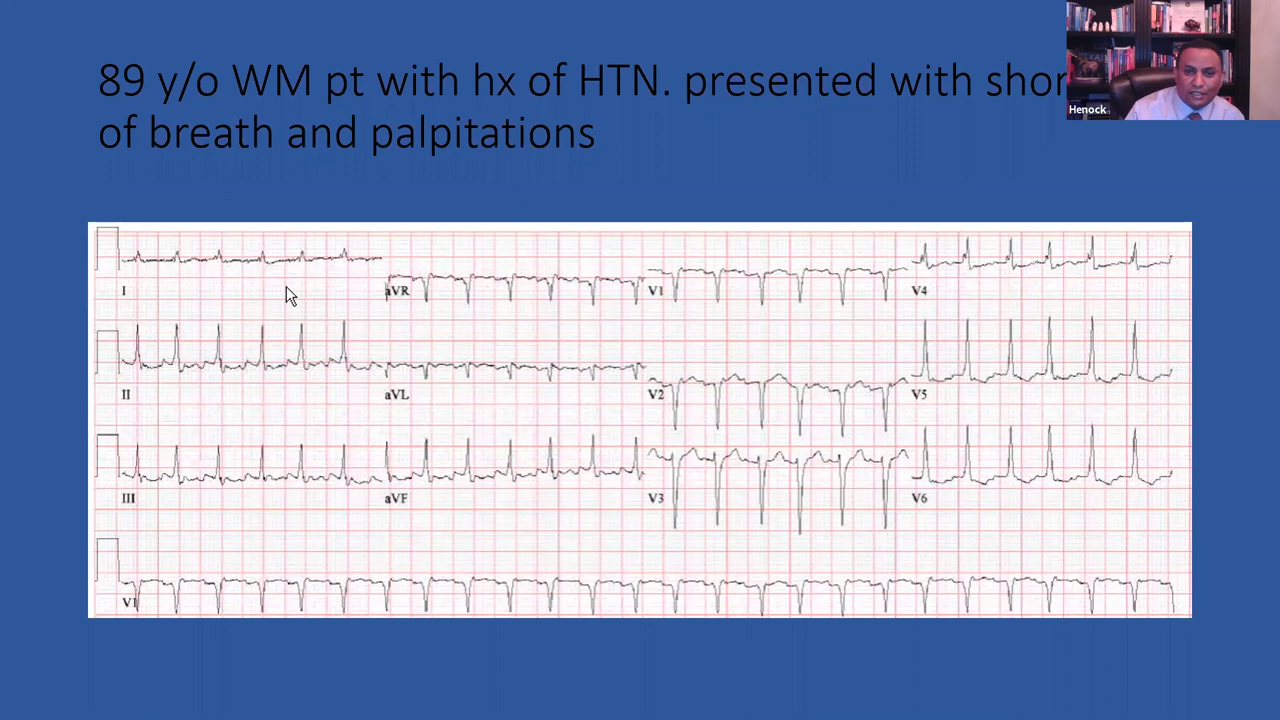 89 y/o WM pt with hx of HTN. presented with shor
of breath and palpitations
Henock
I
aVR
V1
V4
II
aVL
V2
V5
III
aVF
V3
V6
V1